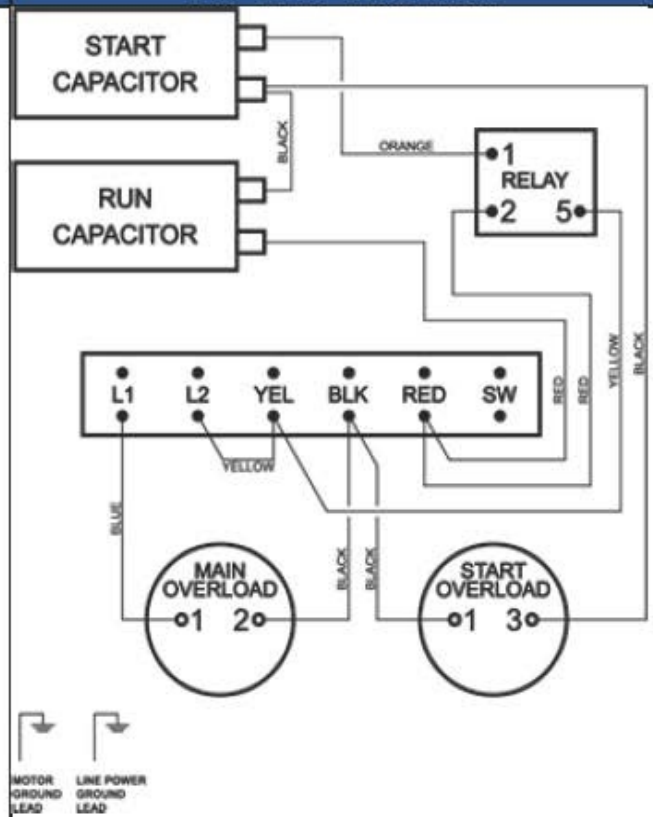 START
CAPACITOR
ORANGE
BLACK
1
RELAY
2 5
RUN
CAPACITOR
RED
RED
YELLOW
BLACK
L1 L2 YEL BLK RED SW
YELLOW
BLUE
BLACK
BLACK
MAIN
OVERLOAD
1 2
START
OVERLOAD
1 3
MOTOR
GROUND
LEAD
LINE POWER
GROUND
LEAD